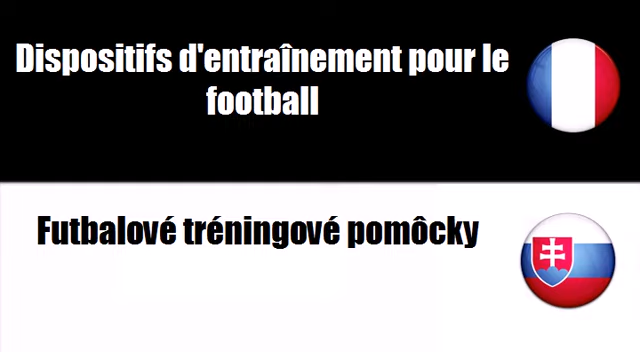 Dispositifs d'entraînement pour le
football
Futbalové tréningové pomôcky